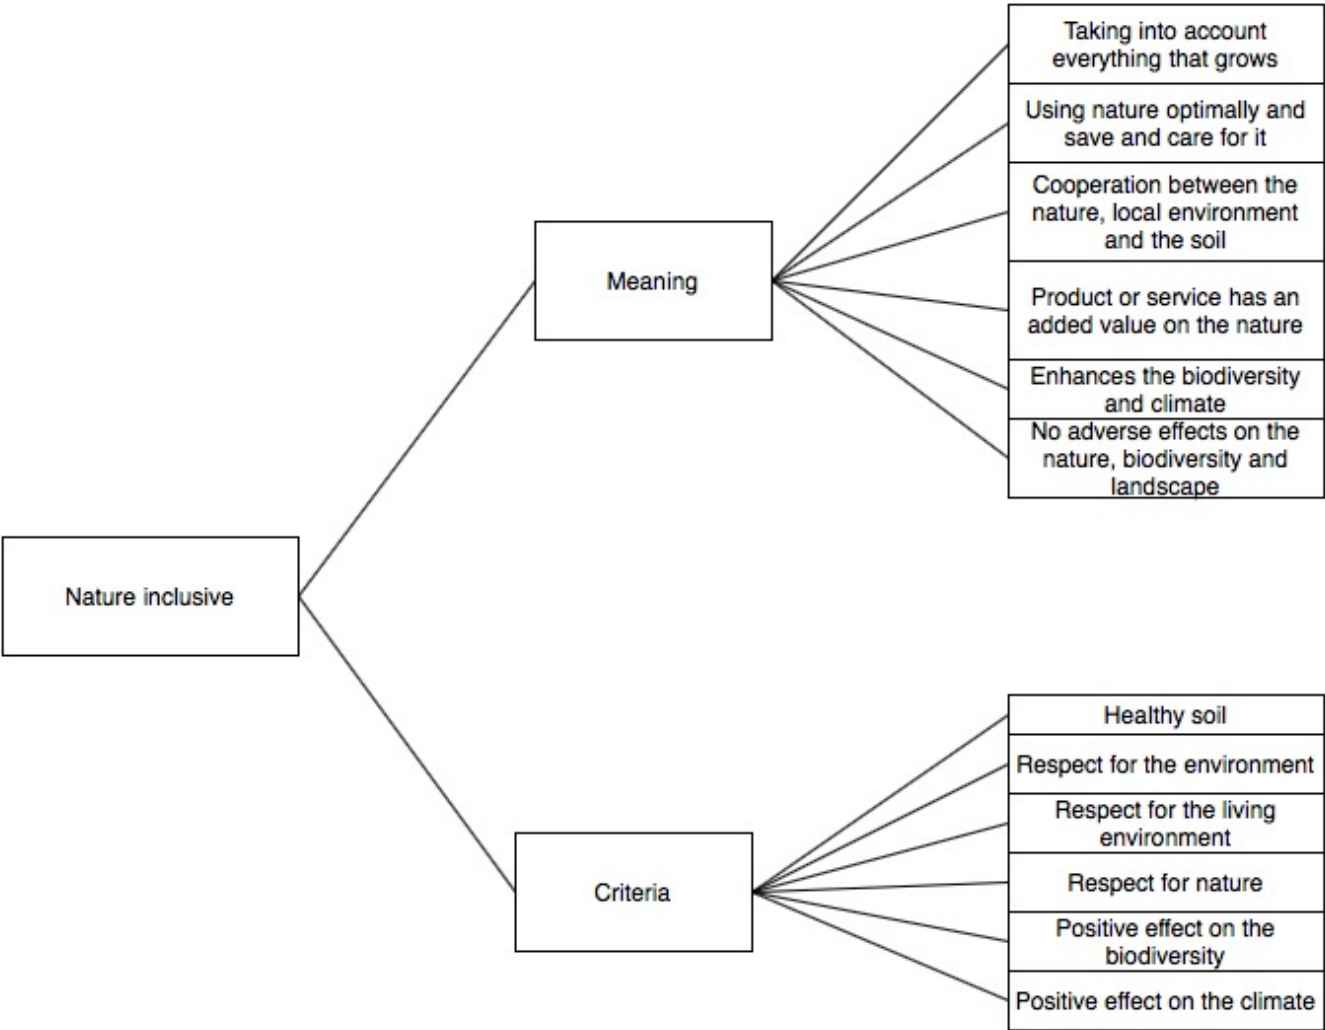 Taking into account
everything that grows
Using nature optimally and
save and care for it
Cooperation between the
nature, local environment
and the soil
Meaning
Product or service has an
added value on the nature
Enhances the biodiversity
and climate
No adverse effects on the
nature, biodiversity and
landscape
Nature inclusive
Healthy soil
Respect for the environment
Respect for the living
environment
Criteria
Respect for nature
Positive effect on the
biodiversity
Positive effect on the climate